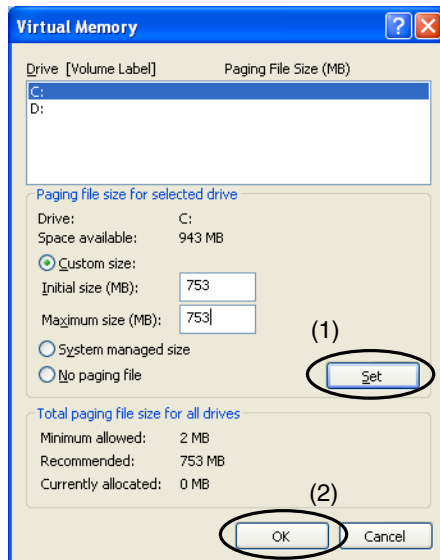 Virtual Memory
Drive [Volume Label] Paging File Size (MB)
C:
D:
Paging file size for selected drive
Drive: C:
Space available: 943 MB
Custom size:
Initial size (MB): 753
Maximum size (MB): 753
(1)
System managed size
No paging file Set
Total paging file size for all drives
Minimum allowed: 2 MB
Recommended: 753 MB
Currently allocated: 0 MB
(2)
OK Cancel